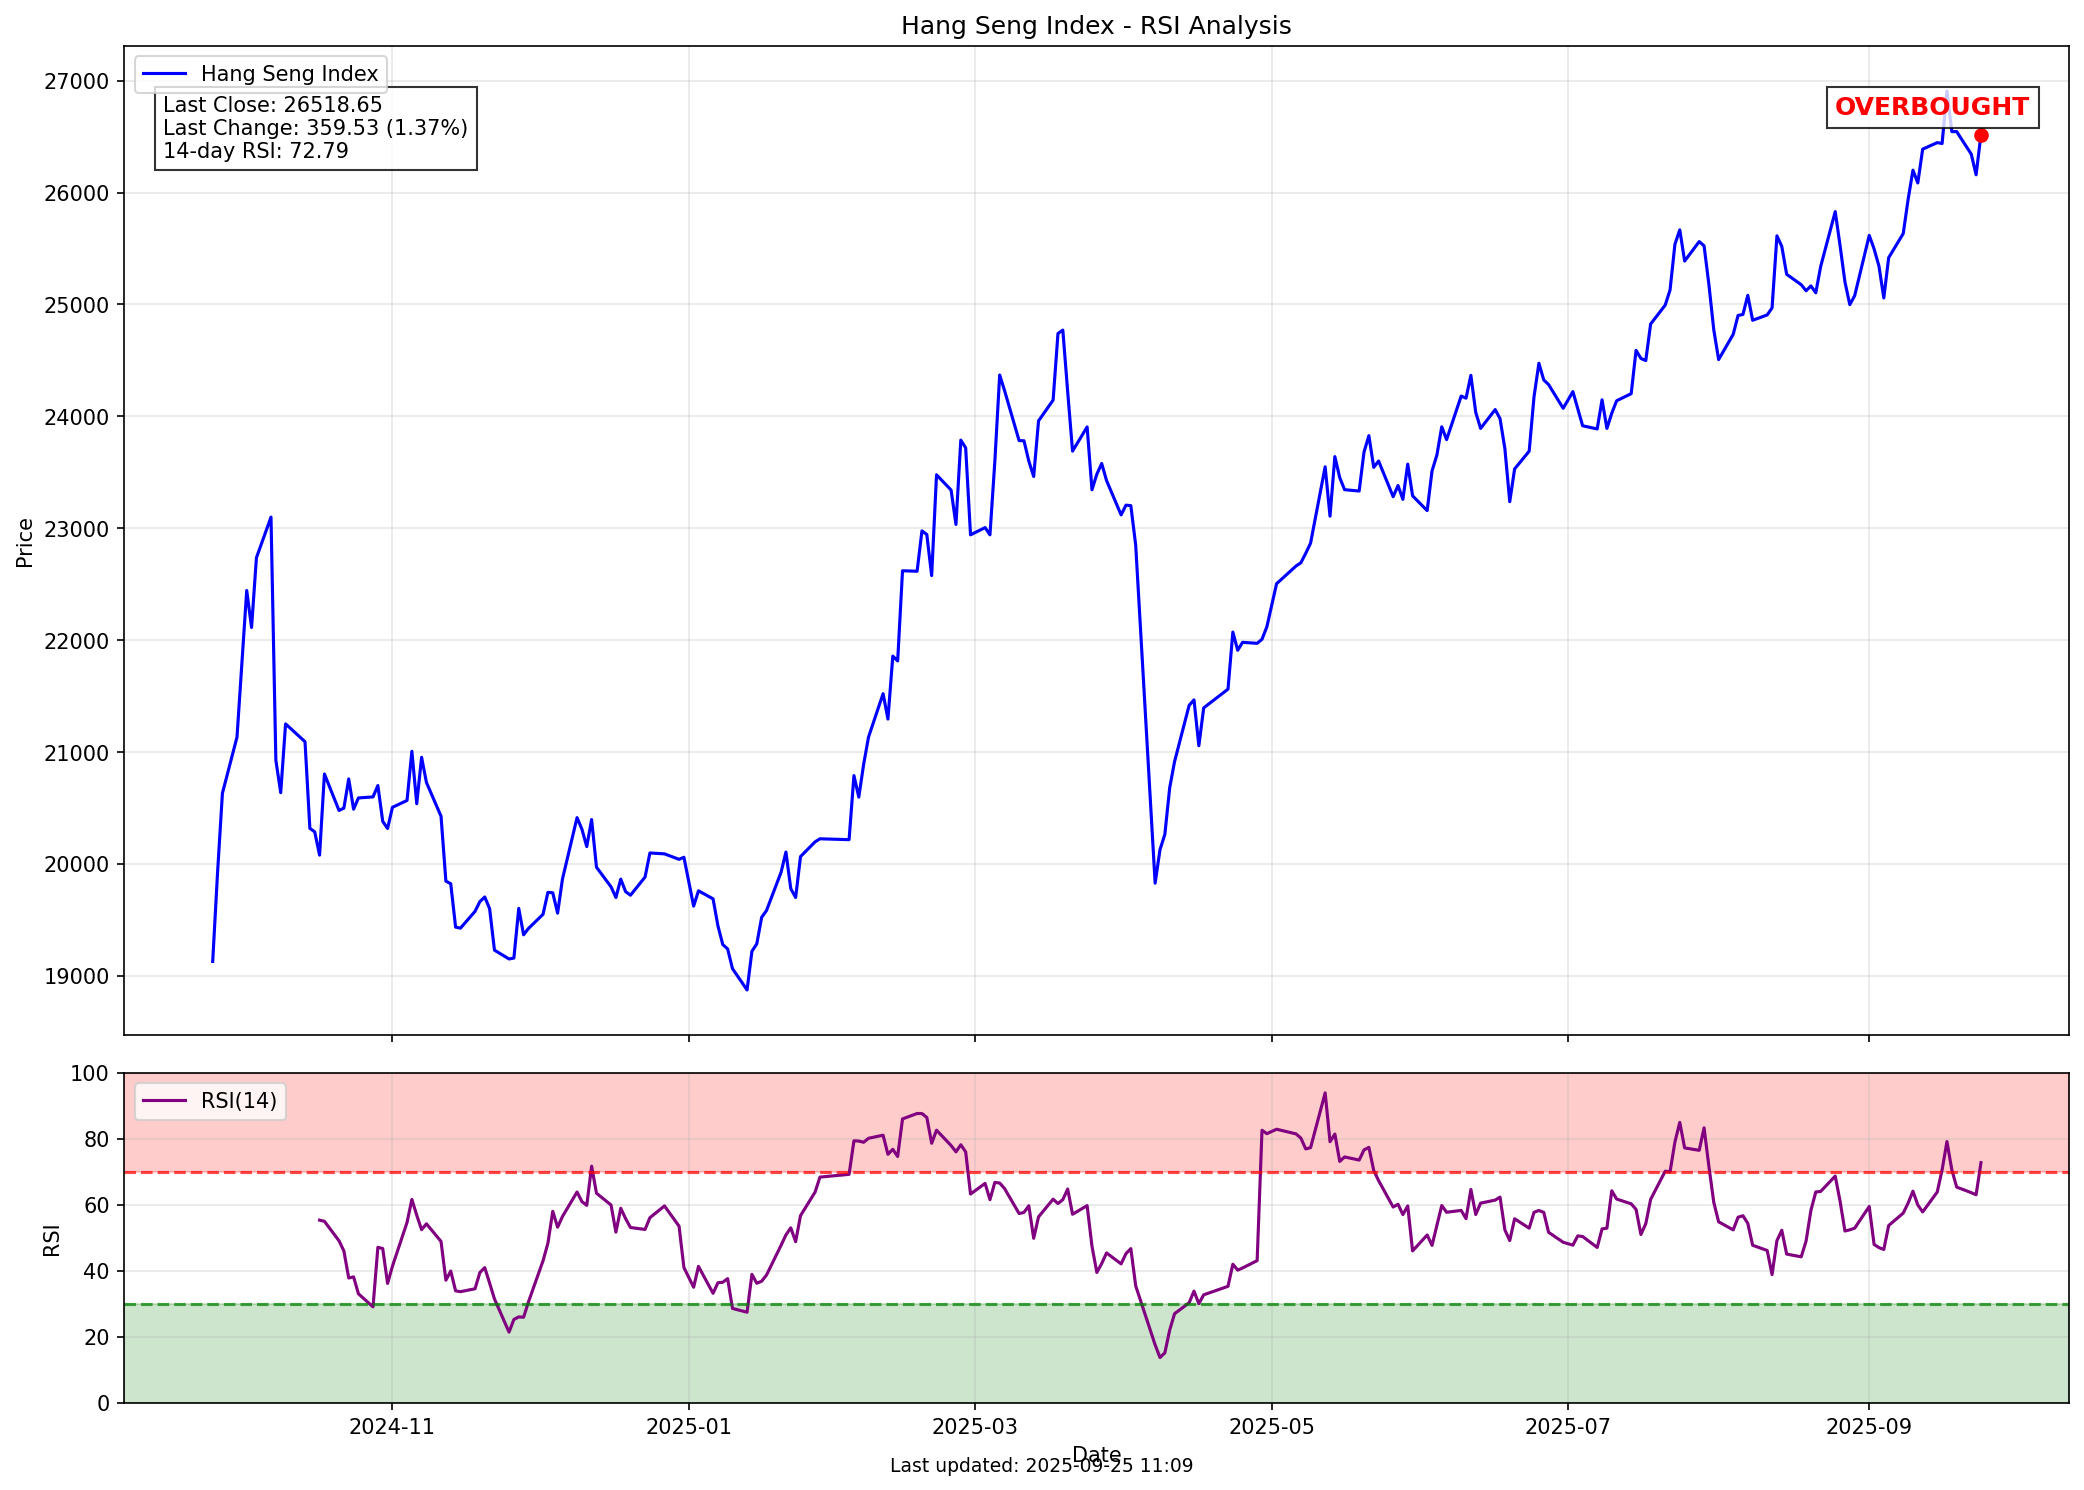 Hang Seng Index - RSI Analysis
Hang Seng Index
Last Close: 26518.65
Last Change: 359.53 (1.37%)
14-day RSI: 72.79
OVERBOUGHT
Price
27000
26000
25000
24000
23000
22000
21000
20000
19000
RSI(14)
RSI
100
80
60
40
20
0
2024-11
2025-01
2025-03
2025-05
2025-07
2025-09
Date
Last updated: 2025-09-25 11:09